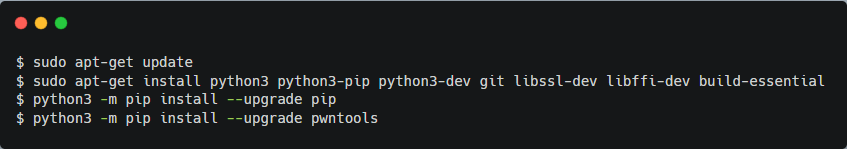 $ sudo apt-get update
$ sudo apt-get install python3 python3-pip python3-dev git libssl-dev libffi-dev build-essential
$ python3 -m pip install --upgrade pip
$ python3 -m pip install --upgrade pwntools